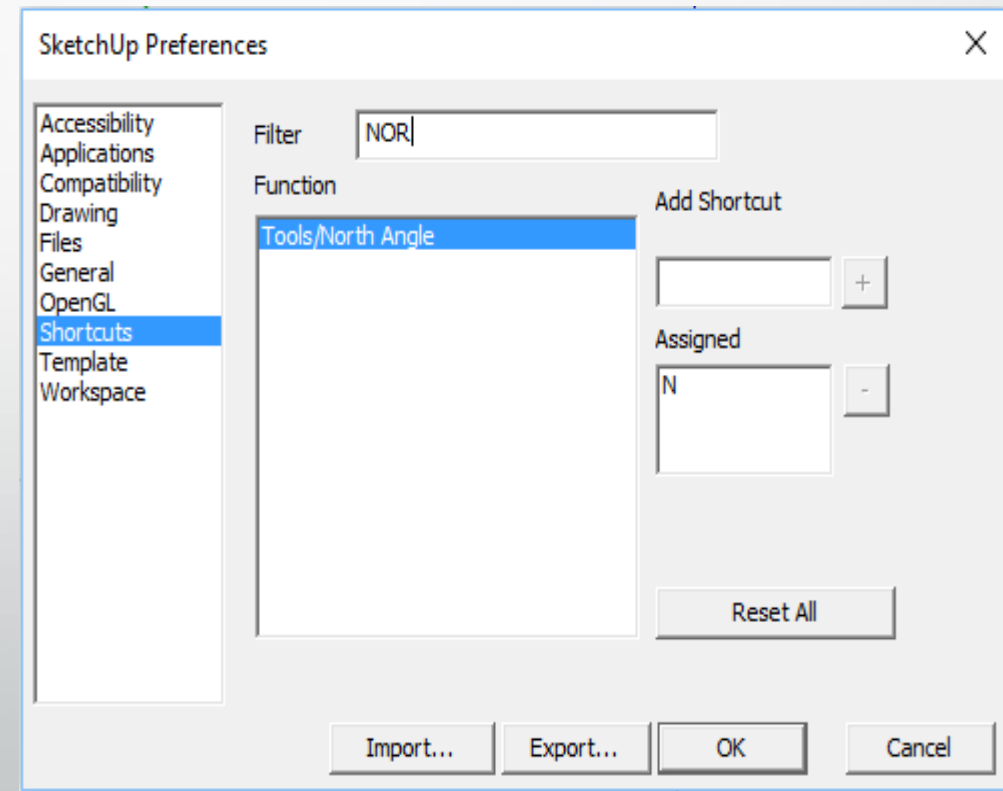 SketchUp Preferences
Accessibility
Applications
Compatibility
Drawing
Files
General
OpenGL
Shortcuts
Template
Workspace
Filter
NOR
Function
Tools/North Angle
Add Shortcut
+
Assigned
N
-
Reset All
Import...
Export...
OK
Cancel